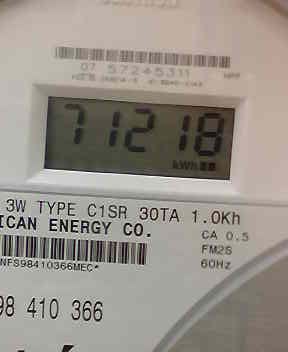 07 57245311
71218
kWh
3W TYPE C1SR 30TA 1.0Kh
ICAN ENERGY CO.
CA 0.5
FM2S
60Hz
NFS98410366MEC*
98 410 366